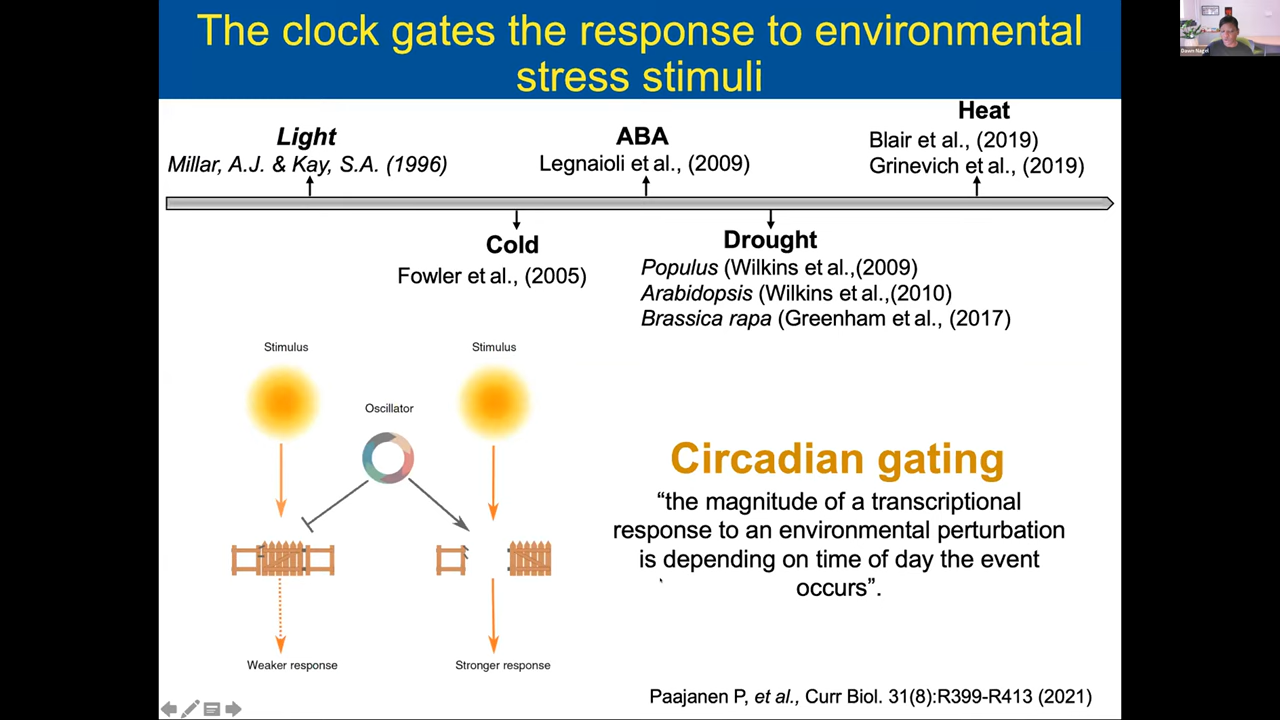 The clock gates the response to environmental
stress stimuli
Dawn Nagel
Light
Millar, A.J. & Kay, S.A. (1996)
ABA
Legnaioli et al., (2009)
Heat
Blair et al., (2019)
Grinevich et al., (2019)
Cold
Fowler et al., (2005)
Drought
Populus (Wilkins et al.,(2009)
Arabidopsis (Wilkins et al.,(2010)
Brassica rapa (Greenham et al., (2017)
Stimulus
Stimulus
Oscillator
Weaker response
Stronger response
Circadian gating
“the magnitude of a transcriptional
response to an environmental perturbation
is depending on time of day the event
occurs”.
Paajanen P, et al., Curr Biol. 31(8):R399-R413 (2021)